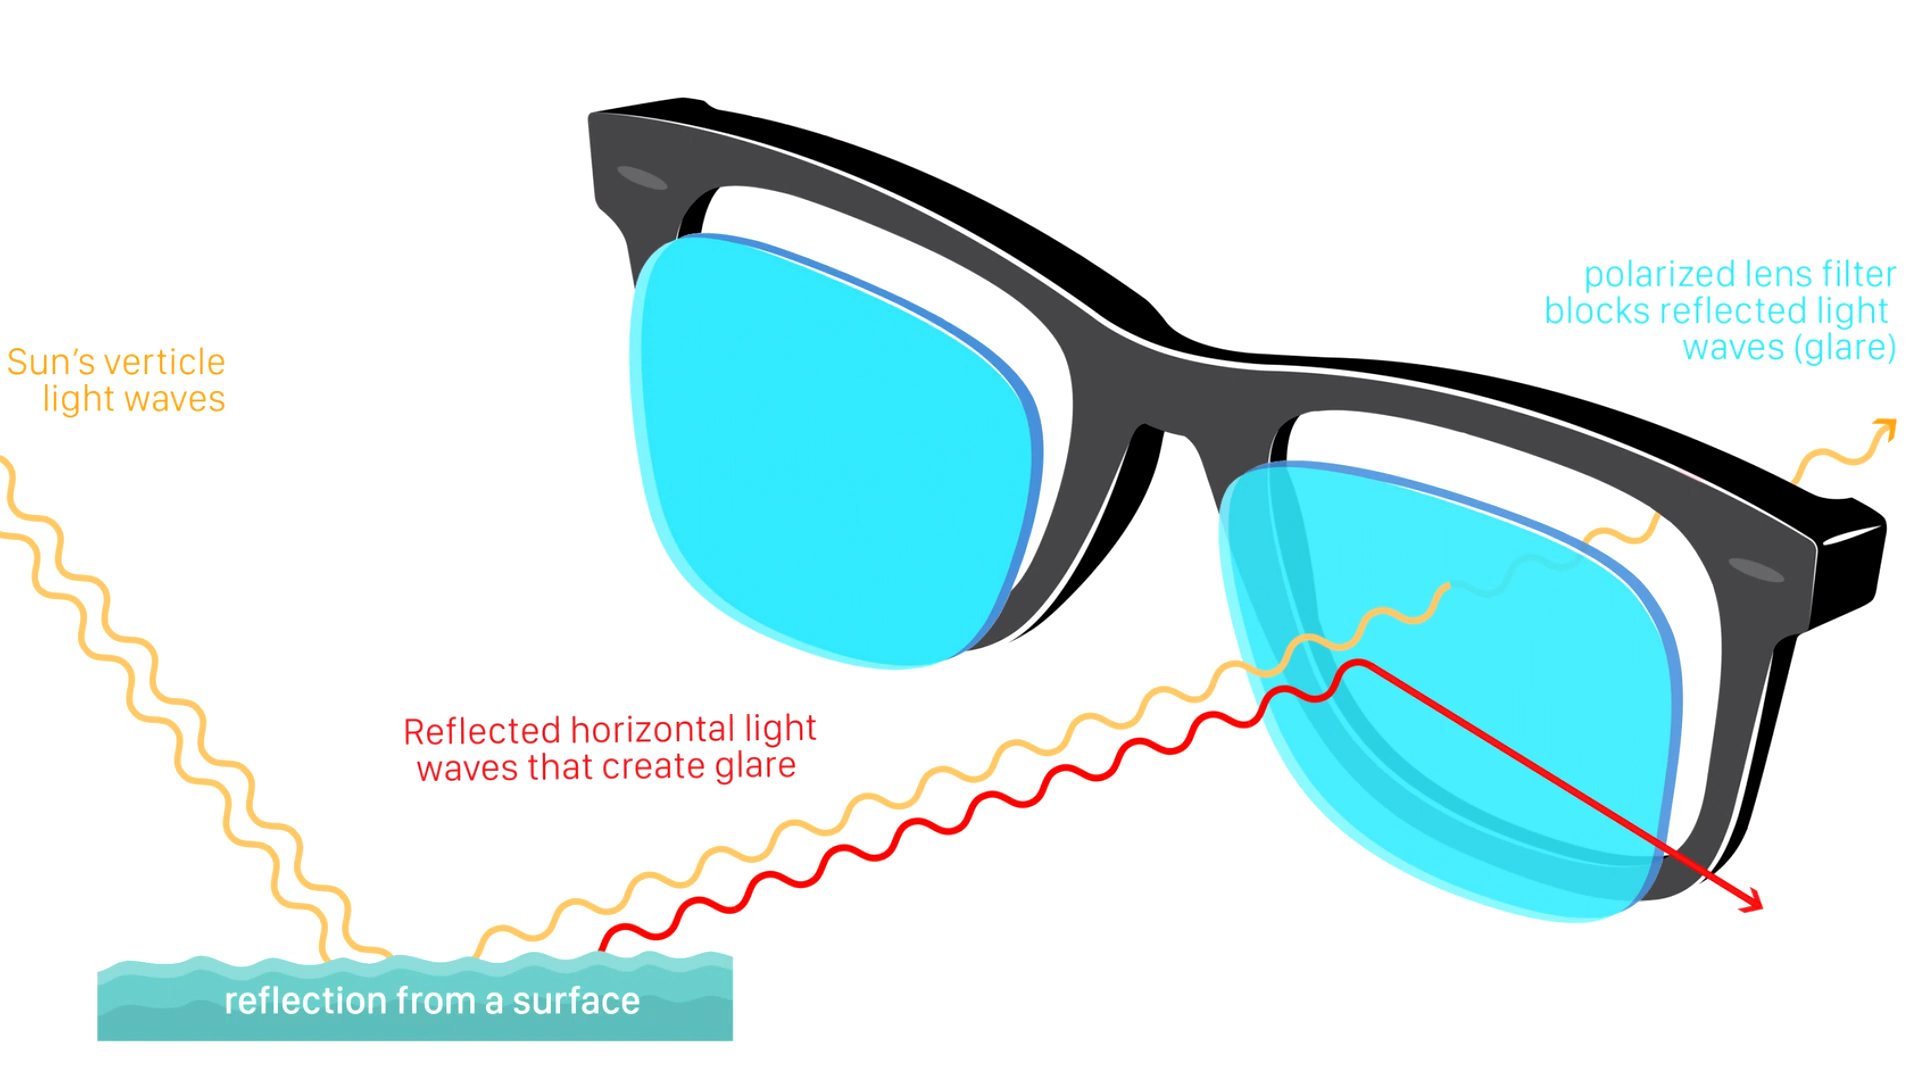 polarized lens filter
blocks reflected light
waves (glare)
Sun's verticle
light waves
Reflected horizontal light
waves that create glare
reflection from a surface